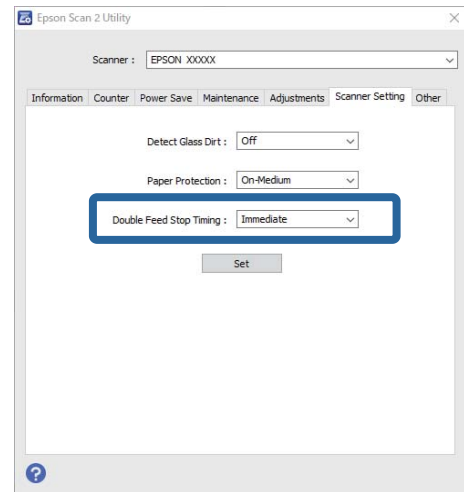 Epson Scan 2 Utility
Scanner : EPSON XXXXX
Information Counter Power Save Maintenance Adjustments Scanner Setting Other
Detect Glass Dirt : Off
Paper Protection : On-Medium
Double Feed Stop Timing : Immediate
Set
?